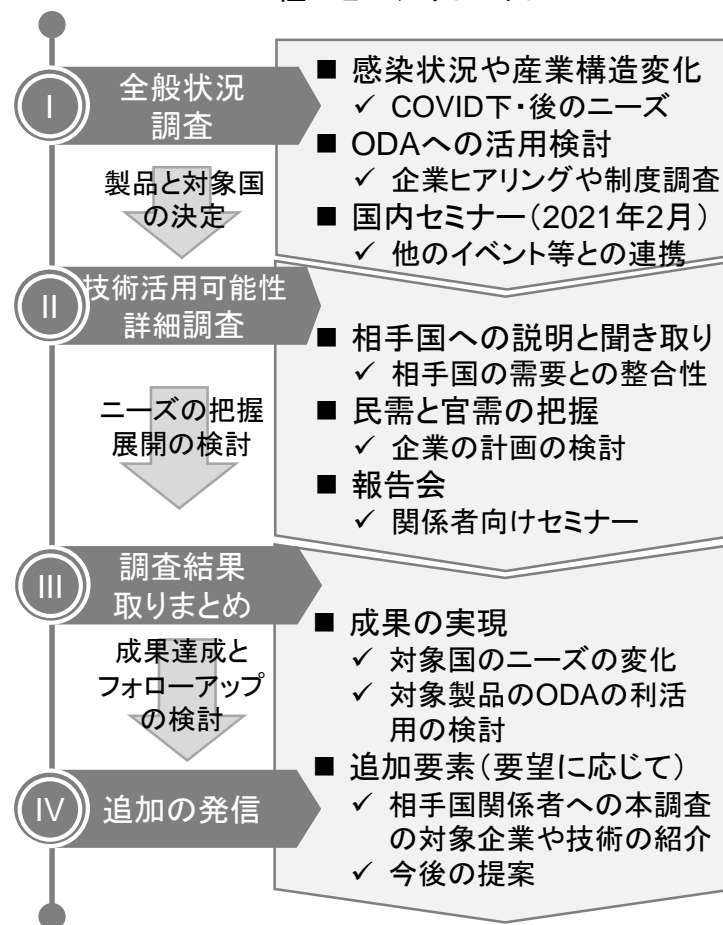 I
全般状況
調査
■ 感染状況や産業構造変化
✓ COVID下・後のニーズ
■ ODAへの活用検討
✓ 企業ヒアリングや制度調査
■ 国内セミナー(2021年2月)
✓ 他のイベント等との連携
製品と対象国
の決定
II
技術活用可能性
詳細調査
■ 相手国への説明と聞き取り
✓ 相手国の需要との整合性
■ 民需と官需の把握
✓ 企業の計画の検討
■ 報告会
✓ 関係者向けセミナー
ニーズの把握
展開の検討
III
調査結果
取りまとめ
■ 成果の実現
✓ 対象国のニーズの変化
✓ 対象製品のODAの利活
用の検討
■ 追加要素(要望に応じて)
✓ 相手国関係者への本調査
の対象企業や技術の紹介
✓ 今後の提案
成果達成と
フォローアップ
の検討
IV
追加の発信